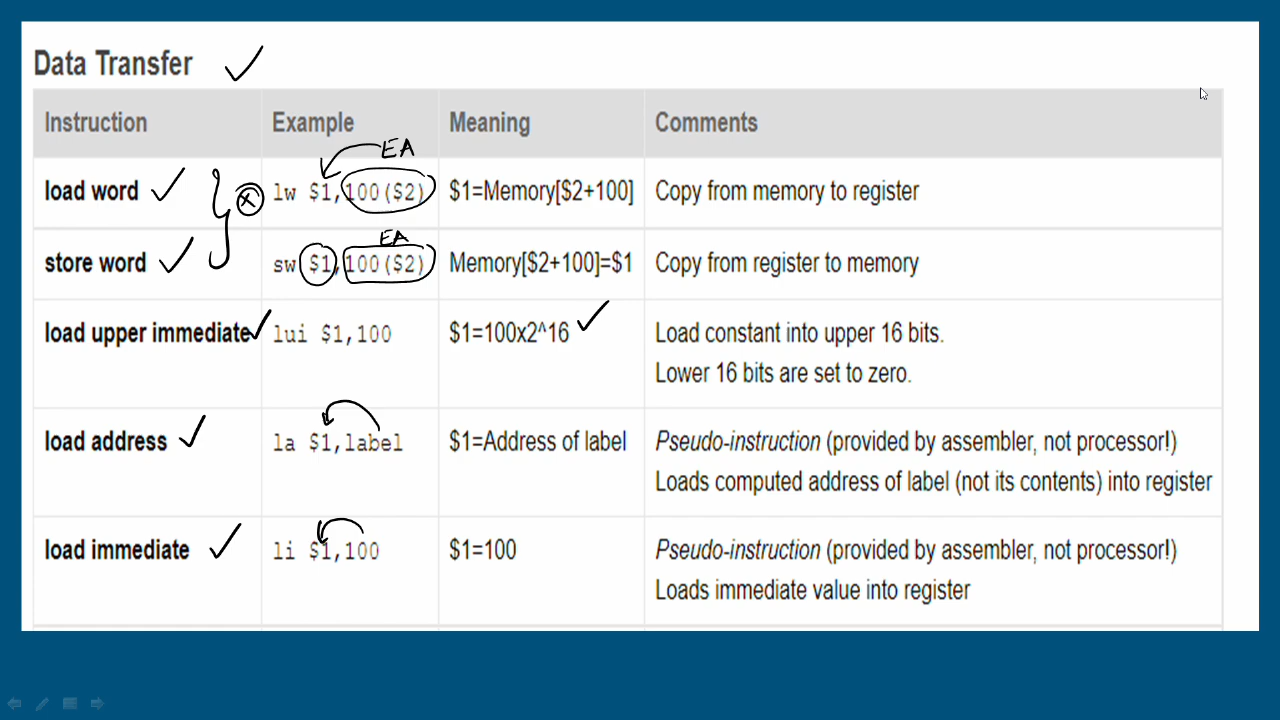 Data Transfer
Instruction Example Meaning Comments
EA
load word lw $1,100($2) $1=Memory[$2+100] Copy from memory to register
EA
store word sw $1,100($2) Memory[$2+100]=$1 Copy from register to memory
load upper immediate lui $1,100 $1=100x2^16 Load constant into upper 16 bits.
Lower 16 bits are set to zero.
load address la $1,label $1=Address of label Pseudo-instruction (provided by assembler, not processor!)
Loads computed address of label (not its contents) into register
load immediate li $1,100 $1=100 Pseudo-instruction (provided by assembler, not processor!)
Loads immediate value into register